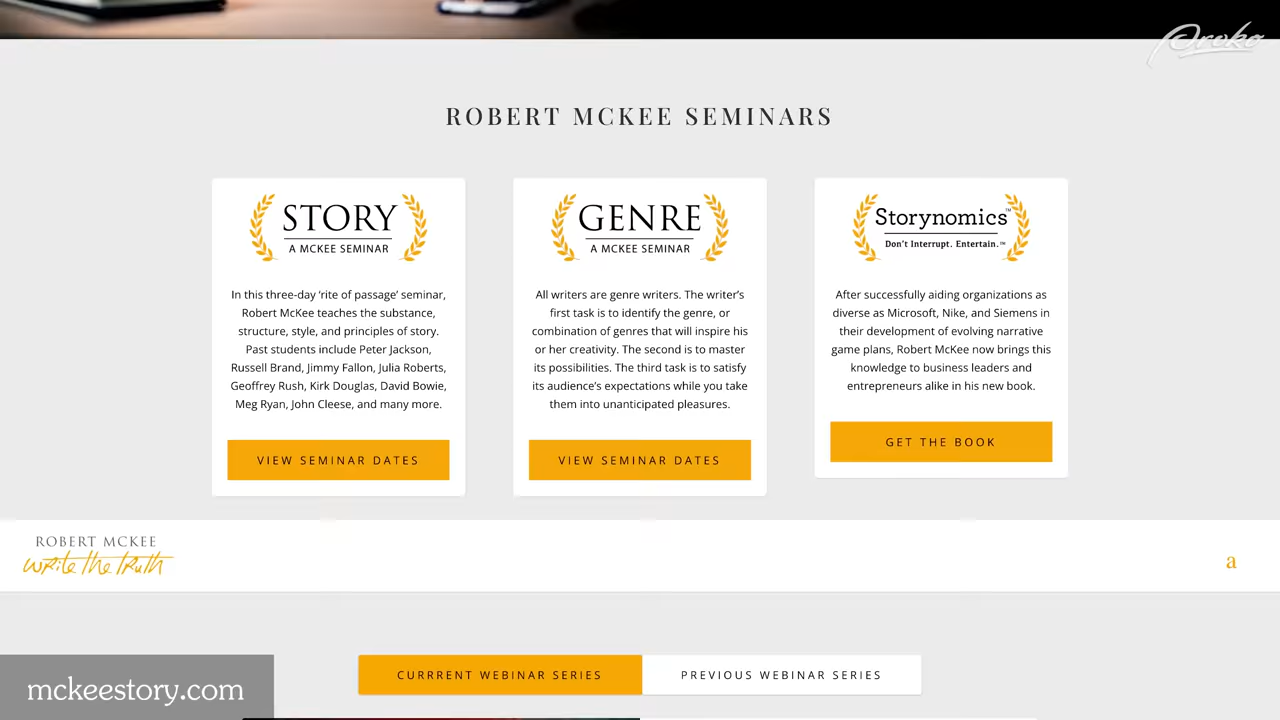 Proko
ROBERT MCKEE SEMINARS
STORY
A MCKEE SEMINAR
In this three-day ‘rite of passage’ seminar,
Robert McKee teaches the substance,
structure, style, and principles of story.
Past students include Peter Jackson,
Russell Brand, Jimmy Fallon, Julia Roberts,
Geoffrey Rush, Kirk Douglas, David Bowie,
Meg Ryan, John Cleese, and many more.
VIEW SEMINAR DATES
GENRE
A MCKEE SEMINAR
All writers are genre writers. The writer’s
first task is to identify the genre, or
combination of genres that will inspire his
or her creativity. The second is to master
its possibilities. The third task is to satisfy
its audience’s expectations while you take
them into unanticipated pleasures.
VIEW SEMINAR DATES
Storynomics™
Don’t Interrupt. Entertain.™
After successfully aiding organizations as
diverse as Microsoft, Nike, and Siemens in
their development of evolving narrative
game plans, Robert McKee now brings this
knowledge to business leaders and
entrepreneurs alike in his new book.
GET THE BOOK
ROBERT MCKEE
write the truth
a
CURRRENT WEBINAR SERIES
PREVIOUS WEBINAR SERIES
mckeestory.com